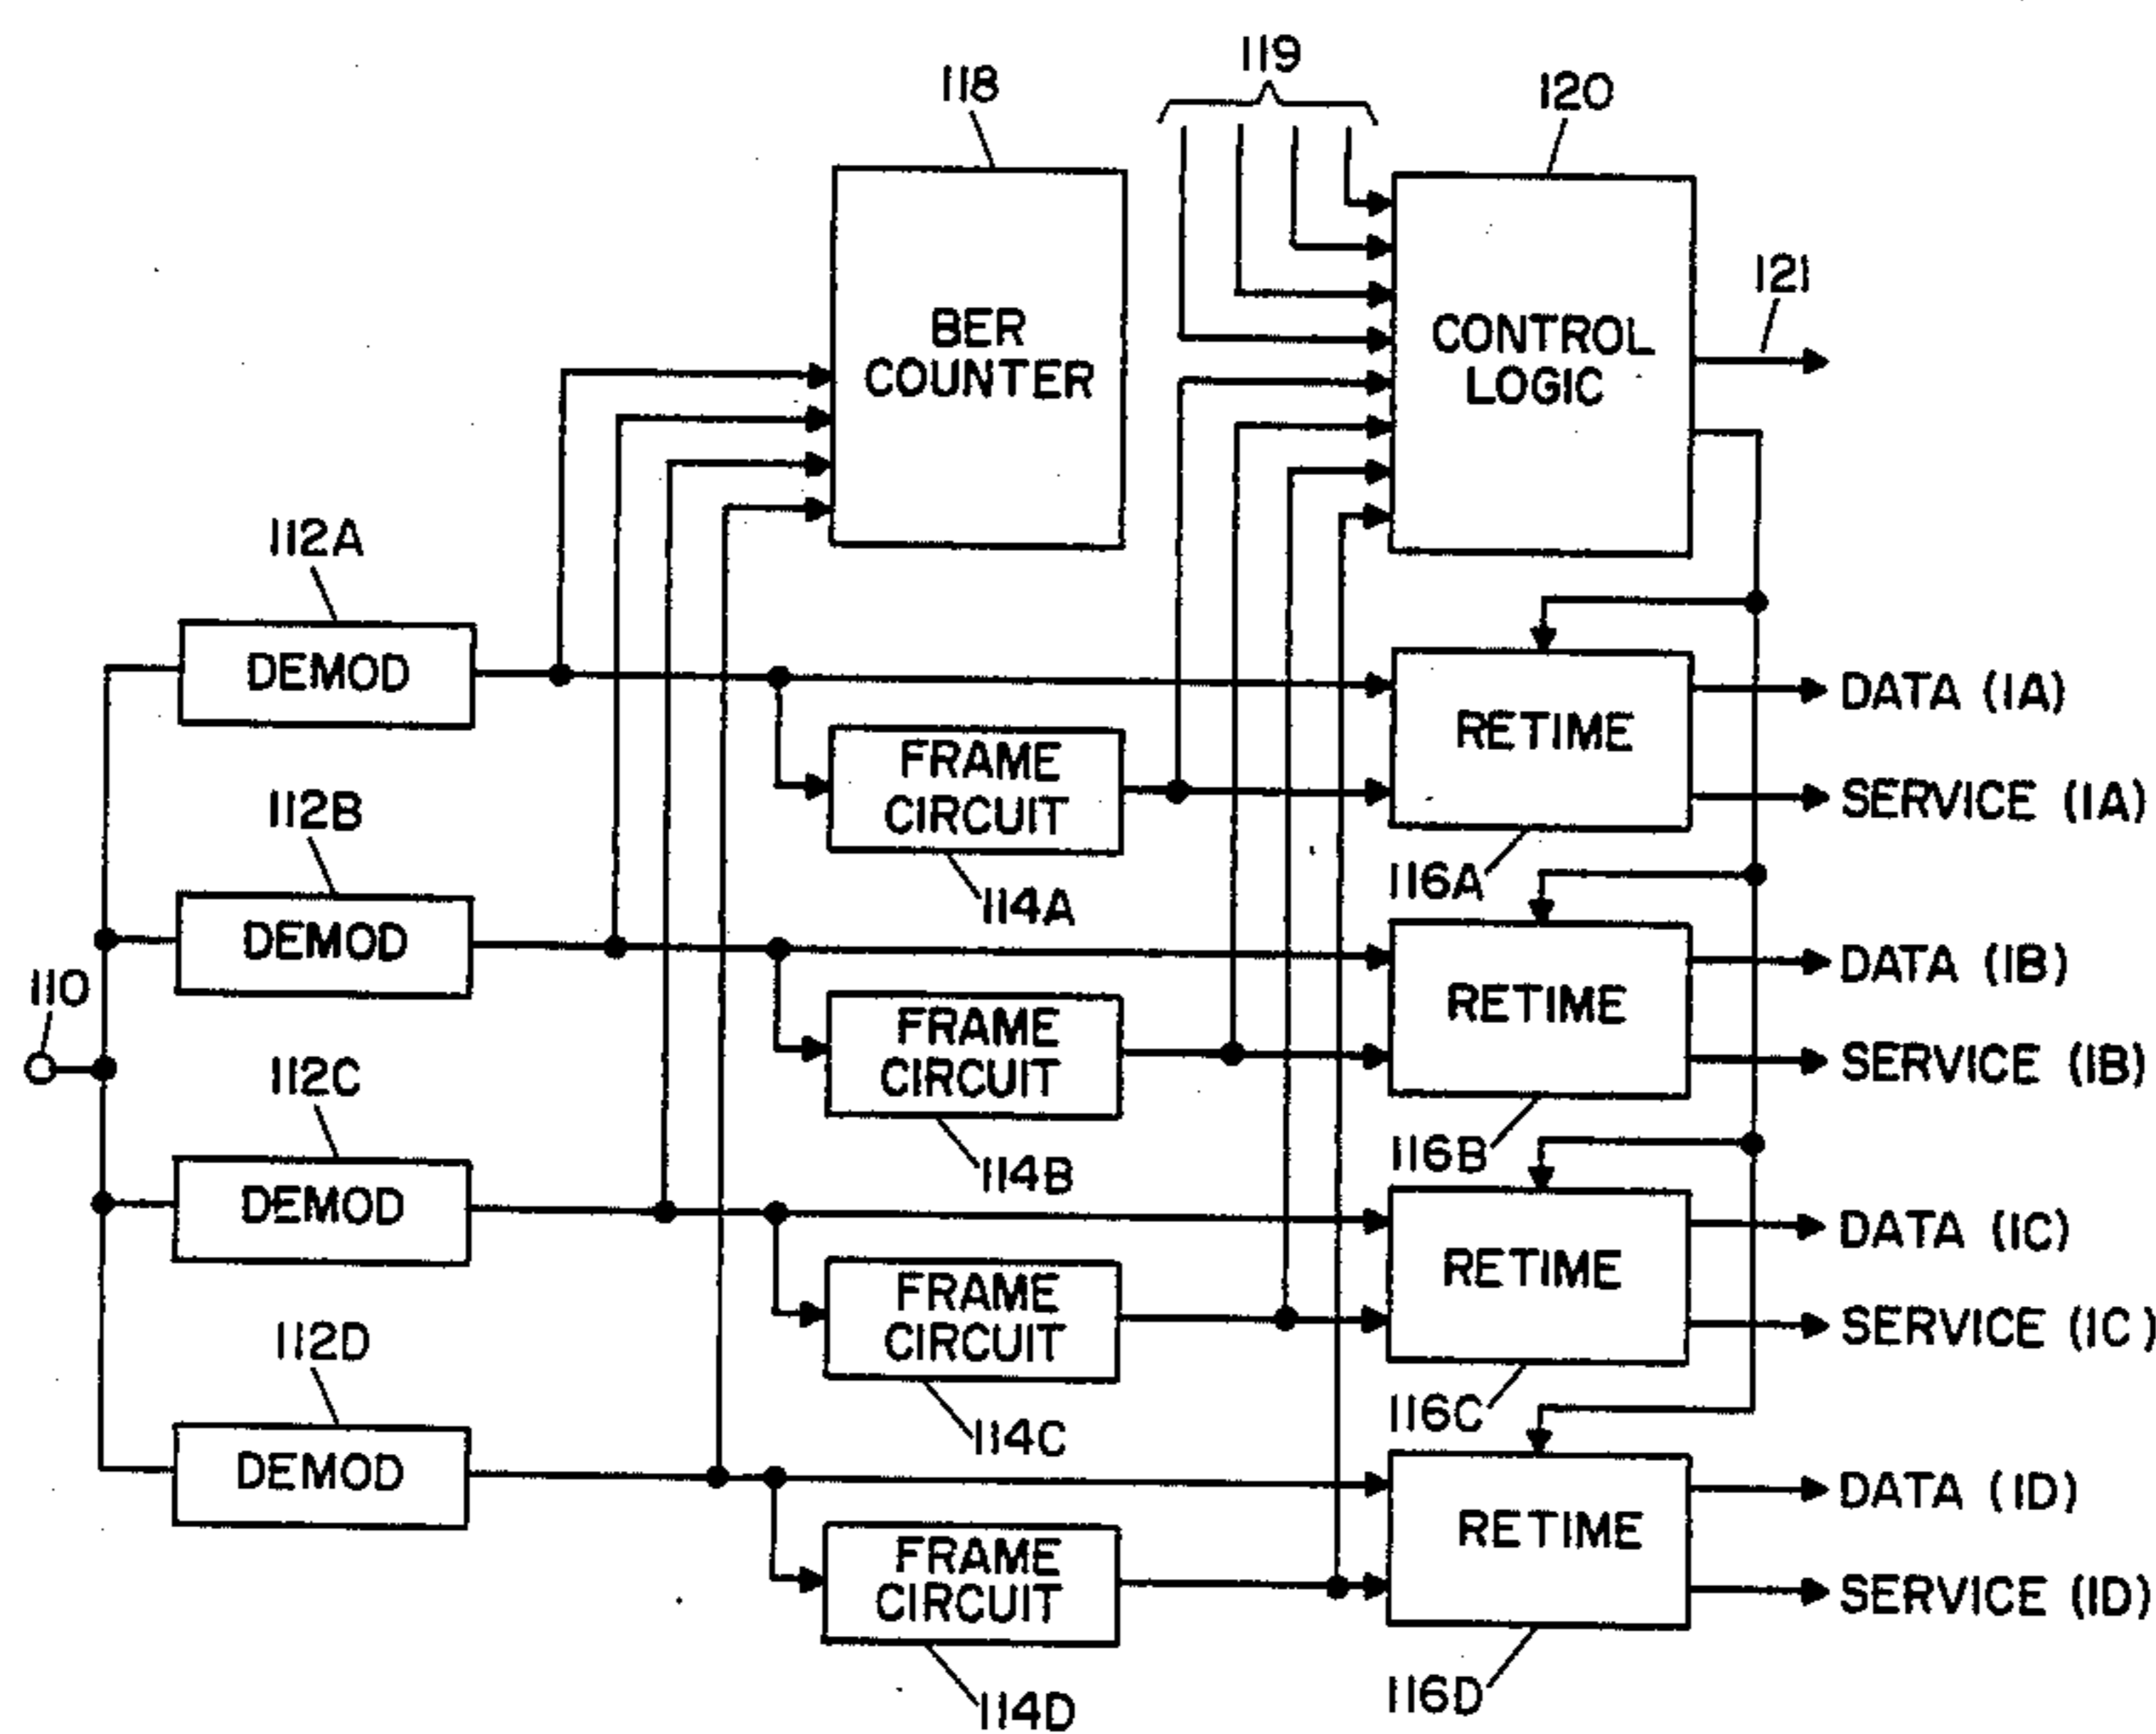 119
118
120
121
BER
COUNTER
CONTROL
LOGIC
112A
DEMOD
RETIME
DATA (1A)
FRAME
CIRCUIT
SERVICE (1A)
112B
116A
114A
DEMOD
DATA (1B)
110
RETIME
FRAME
CIRCUIT
SERVICE (1B)
112C
116B
114B
DEMOD
DATA (1C)
RETIME
FRAME
CIRCUIT
SERVICE (1C)
112D
116C
114C
DEMOD
DATA (1D)
RETIME
FRAME
CIRCUIT
SERVICE (1D)
116D
114D